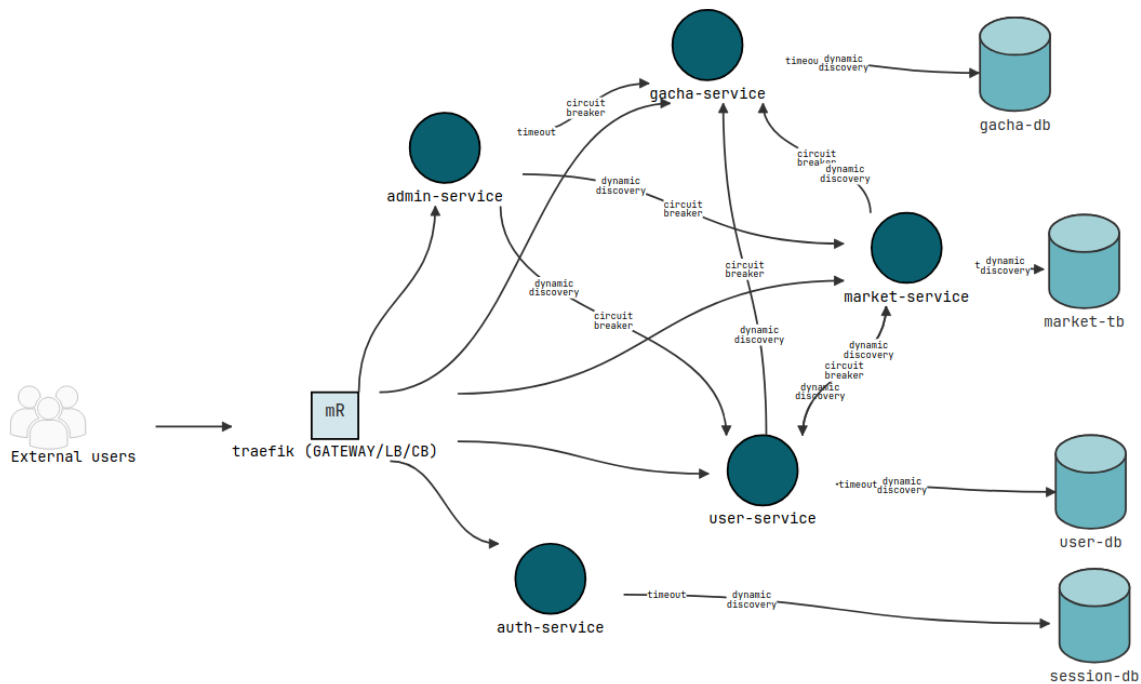 timeou
dynamic
discovery
gacha-service
gacha-db
circuit
breaker
timeout
admin-service
circuit
breaker
dynamic
discovery
dynamic
discovery
circuit
breaker
market-service
t
dynamic
discovery
market-tb
circuit
breaker
dynamic
discovery
circuit
breaker
dynamic
discovery
dynamic
discovery
circuit
breaker
dynamic
discovery
mR
traefik (GATEWAY/LB/CB)
External users
user-service
timeout
dynamic
discovery
user-db
auth-service
timeout
dynamic
discovery
session-db